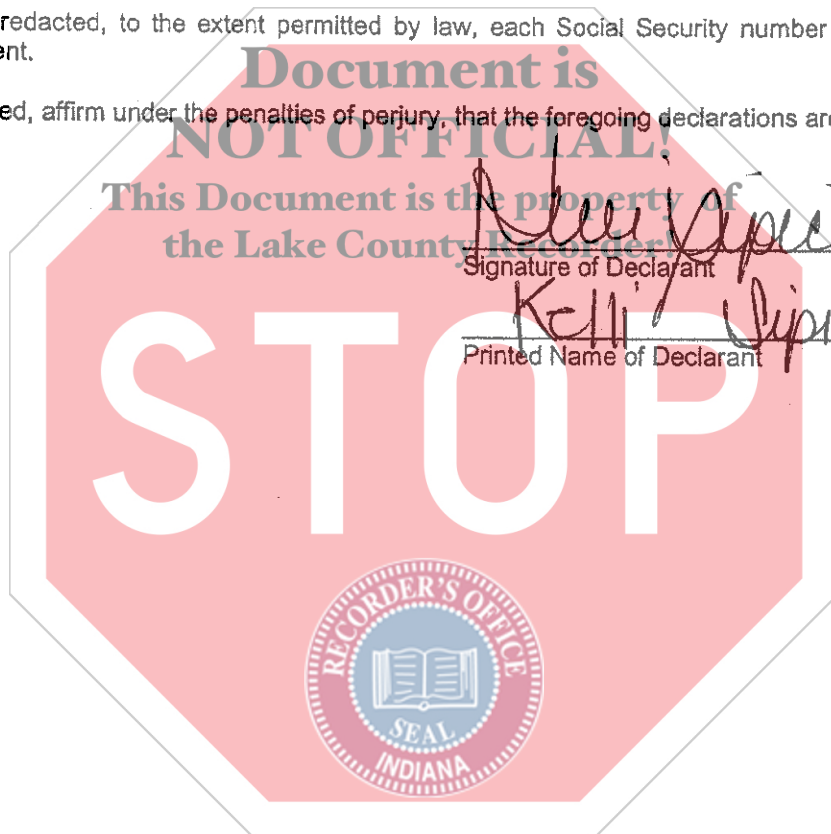 redacted, to the extent permitted by law, each Social Security number
ent.
Document is
ed, affirm under the penalties of perjury, that the foregoing declarations are
NOT OFFICIAL!
This Document is the property of
the Lake County Recorder!
Signature of Declarant
Kelli
Printed Name of Declarant
STOP
RECORDER'S OFFICE
SEAL
INDIANA